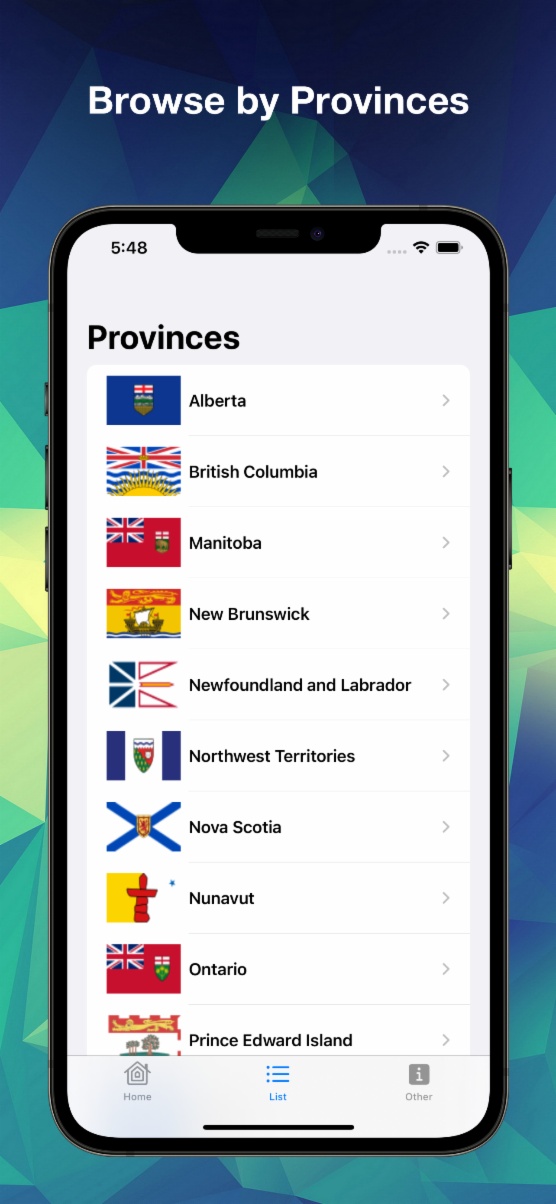 Browse by Provinces
5:48
Provinces
Alberta
British Columbia
Manitoba
New Brunswick
Newfoundland and Labrador
Northwest Territories
Nova Scotia
Nunavut
Ontario
Prince Edward Island
Home
List
Other